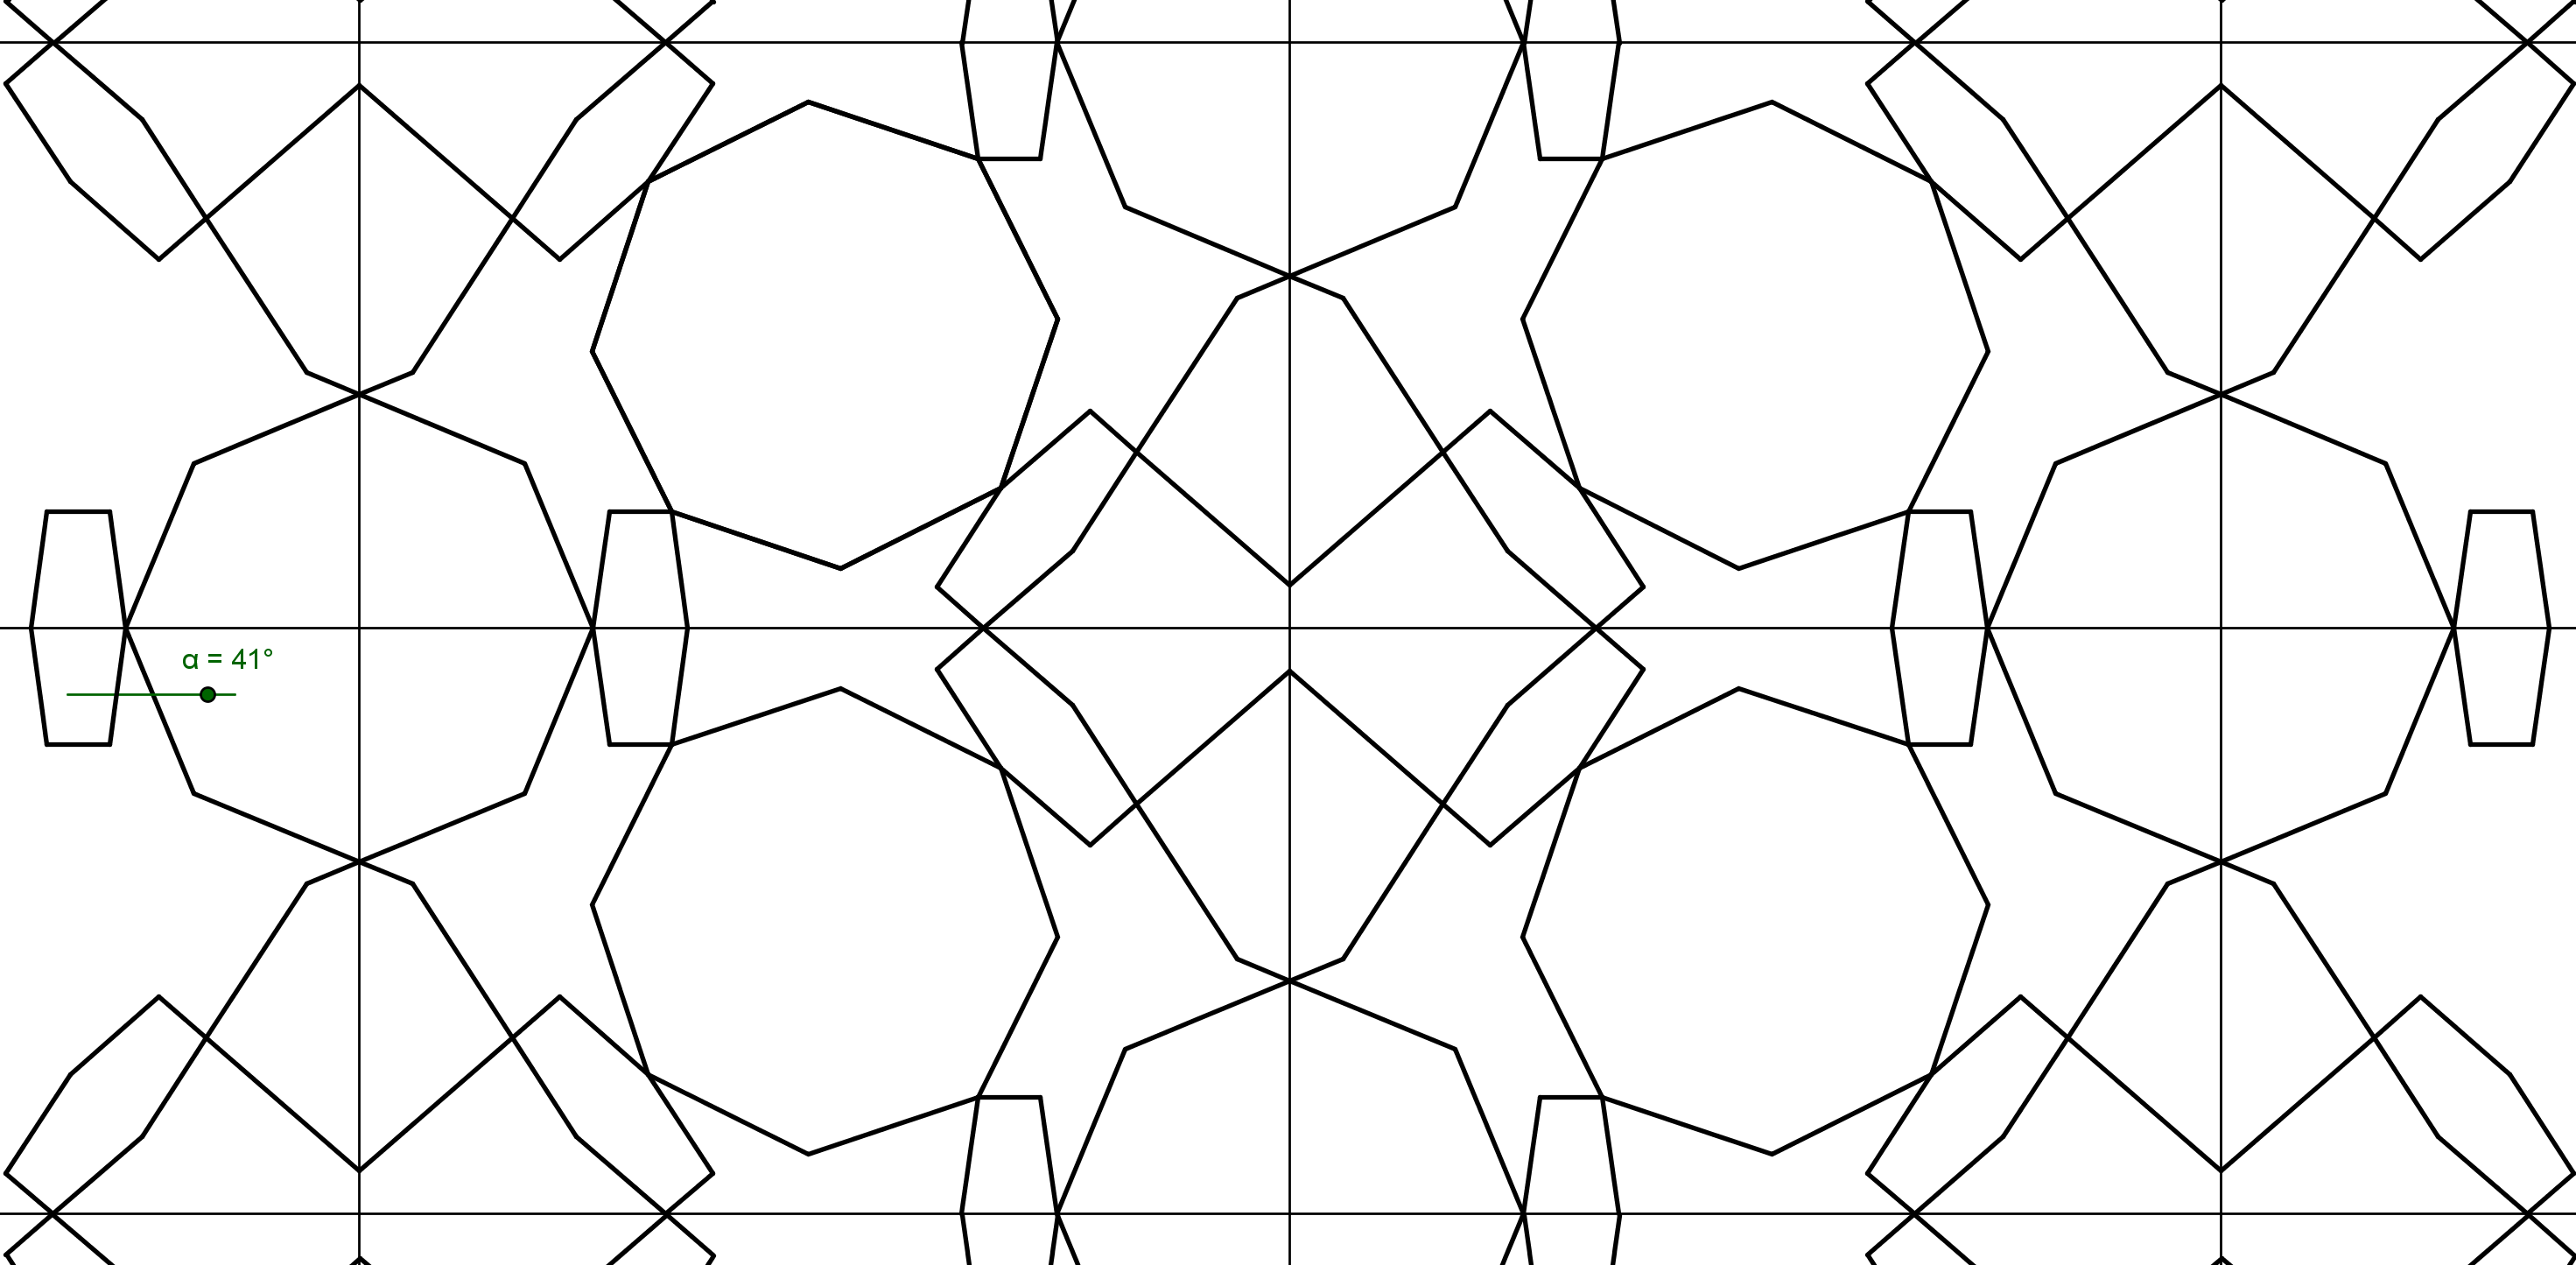 α = 41°